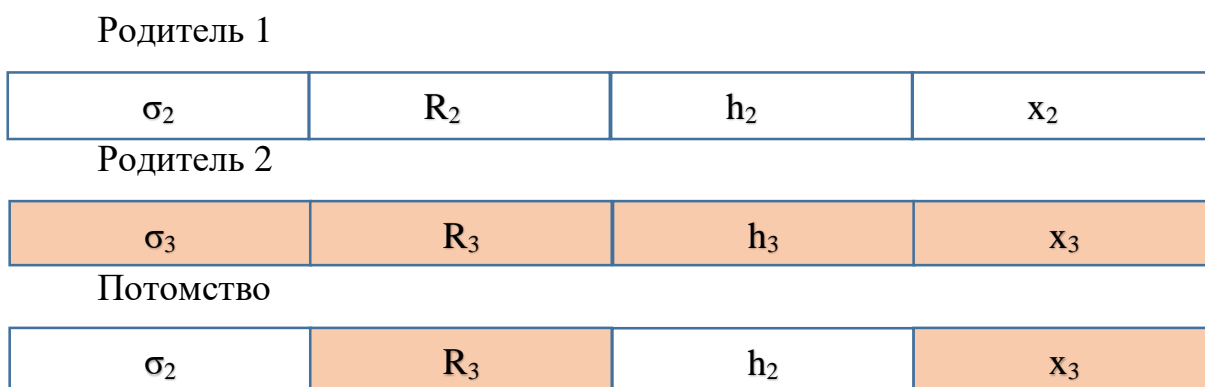 Родитель 1
σ₂ R₂ h₂ x₂
Родитель 2
σ₃ R₃ h₃ x₃
Потомство
σ₂ R₃ h₂ x₃